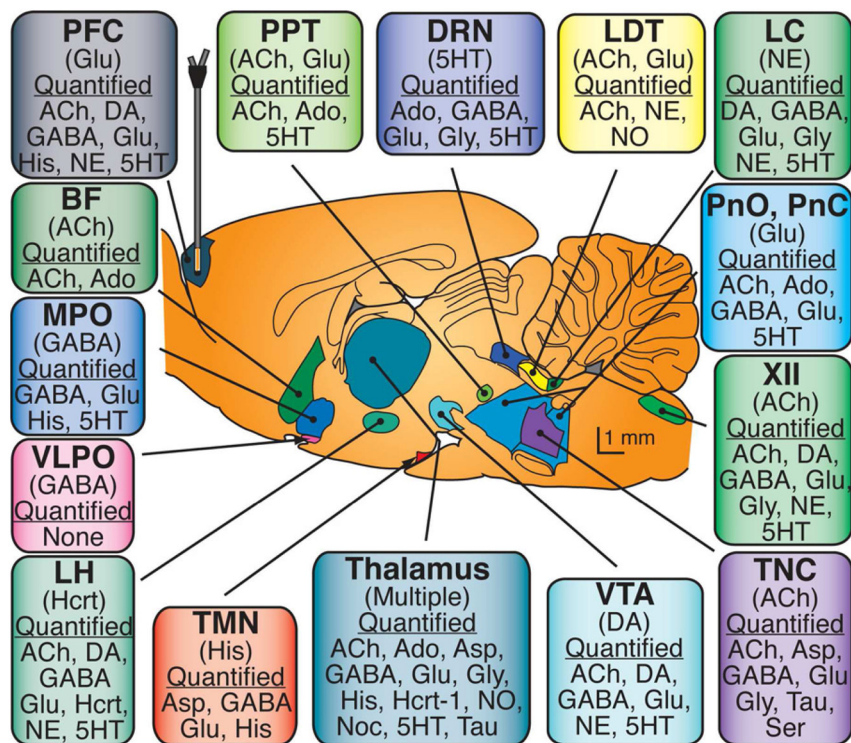 PFC
(Glu)
Quantified
ACh, DA,
GABA, Glu,
His, NE, 5HT
PPT
(ACh, Glu)
Quantified
ACh, Ado,
5HT
DRN
(5HT)
Quantified
Ado, GABA,
Glu, Gly, 5HT
LDT
(ACh, Glu)
Quantified
ACh, NE,
NO
LC
(NE)
Quantified
DA, GABA,
Glu, Gly
NE, 5HT
BF
(ACh)
Quantified
ACh, Ado
PnO, PnC
(Glu)
Quantified
ACh, Ado,
GABA, Glu,
5HT
MPO
(GABA)
Quantified
GABA, Glu
His, 5HT
XII
(ACh)
Quantified
ACh, DA,
GABA, Glu,
Gly, NE,
5HT
1 mm
VLPO
(GABA)
Quantified
None
LH
(Hcrt)
Quantified
ACh, DA,
GABA
Glu, Hcrt,
NE, 5HT
TMN
(His)
Quantified
Asp, GABA
Glu, His
Thalamus
(Multiple)
Quantified
ACh, Ado, Asp,
GABA, Glu, Gly,
His, Hcrt-1, NO,
Noc, 5HT, Tau
VTA
(DA)
Quantified
ACh, DA,
GABA, Glu,
NE, 5HT
TNC
(ACh)
Quantified
ACh, Asp,
GABA, Glu
Gly, Tau,
Ser